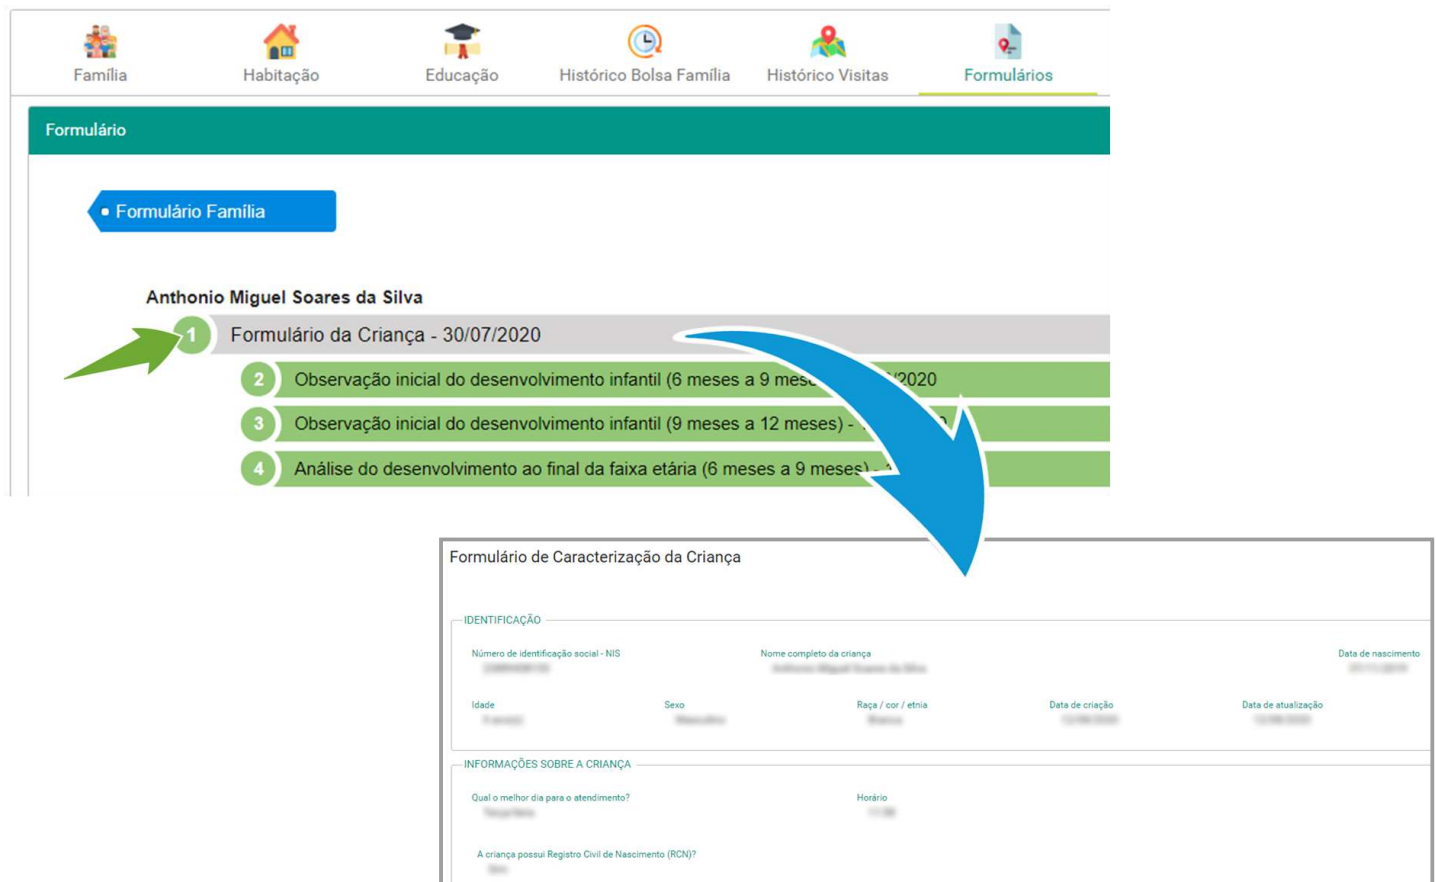 Família Habitação Educação Histórico Bolsa Família Histórico Visitas Formulários
Formulário
Formulário Família
Anthonio Miguel Soares da Silva
1 Formulário da Criança - 30/07/2020
2 Observação inicial do desenvolvimento infantil (6 meses a 9 /2020
3 Observação inicial do desenvolvimento infantil (9 meses a 12 meses) -
4 Análise do desenvolvimento ao final da faixa etária (6 meses a 9 meses) -
Formulário de Caracterização da Criança
IDENTIFICAÇÃO
Número de identificação social - NIS Nome completo da criança Data de nascimento
Idade Sexo Raça / cor / etnia Data de criação Data de atualização
INFORMAÇÕES SOBRE A CRIANÇA
Qual o melhor dia para o atendimento? Horário
A criança possui Registro Civil de Nascimento (RCN)?